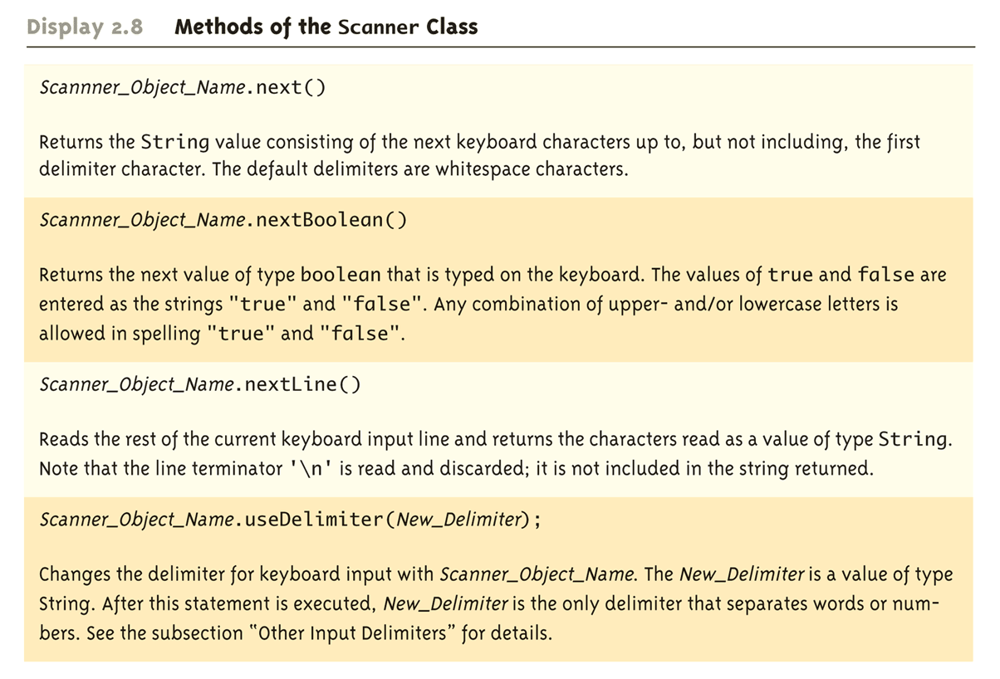 Display 2.8 Methods of the Scanner Class
Scannner_Object_Name.next()
Returns the String value consisting of the next keyboard characters up to, but not including, the first
delimiter character. The default delimiters are whitespace characters.
Scannner_Object_Name.nextBoolean()
Returns the next value of type boolean that is typed on the keyboard. The values of true and false are
entered as the strings "true" and "false". Any combination of upper- and/or lowercase letters is
allowed in spelling "true" and "false".
Scanner_Object_Name.nextLine()
Reads the rest of the current keyboard input line and returns the characters read as a value of type String.
Note that the line terminator '\n' is read and discarded; it is not included in the string returned.
Scanner_Object_Name.useDelimiter(New_Delimiter);
Changes the delimiter for keyboard input with Scanner_Object_Name. The New_Delimiter is a value of type
String. After this statement is executed, New_Delimiter is the only delimiter that separates words or num-
bers. See the subsection “Other Input Delimiters” for details.